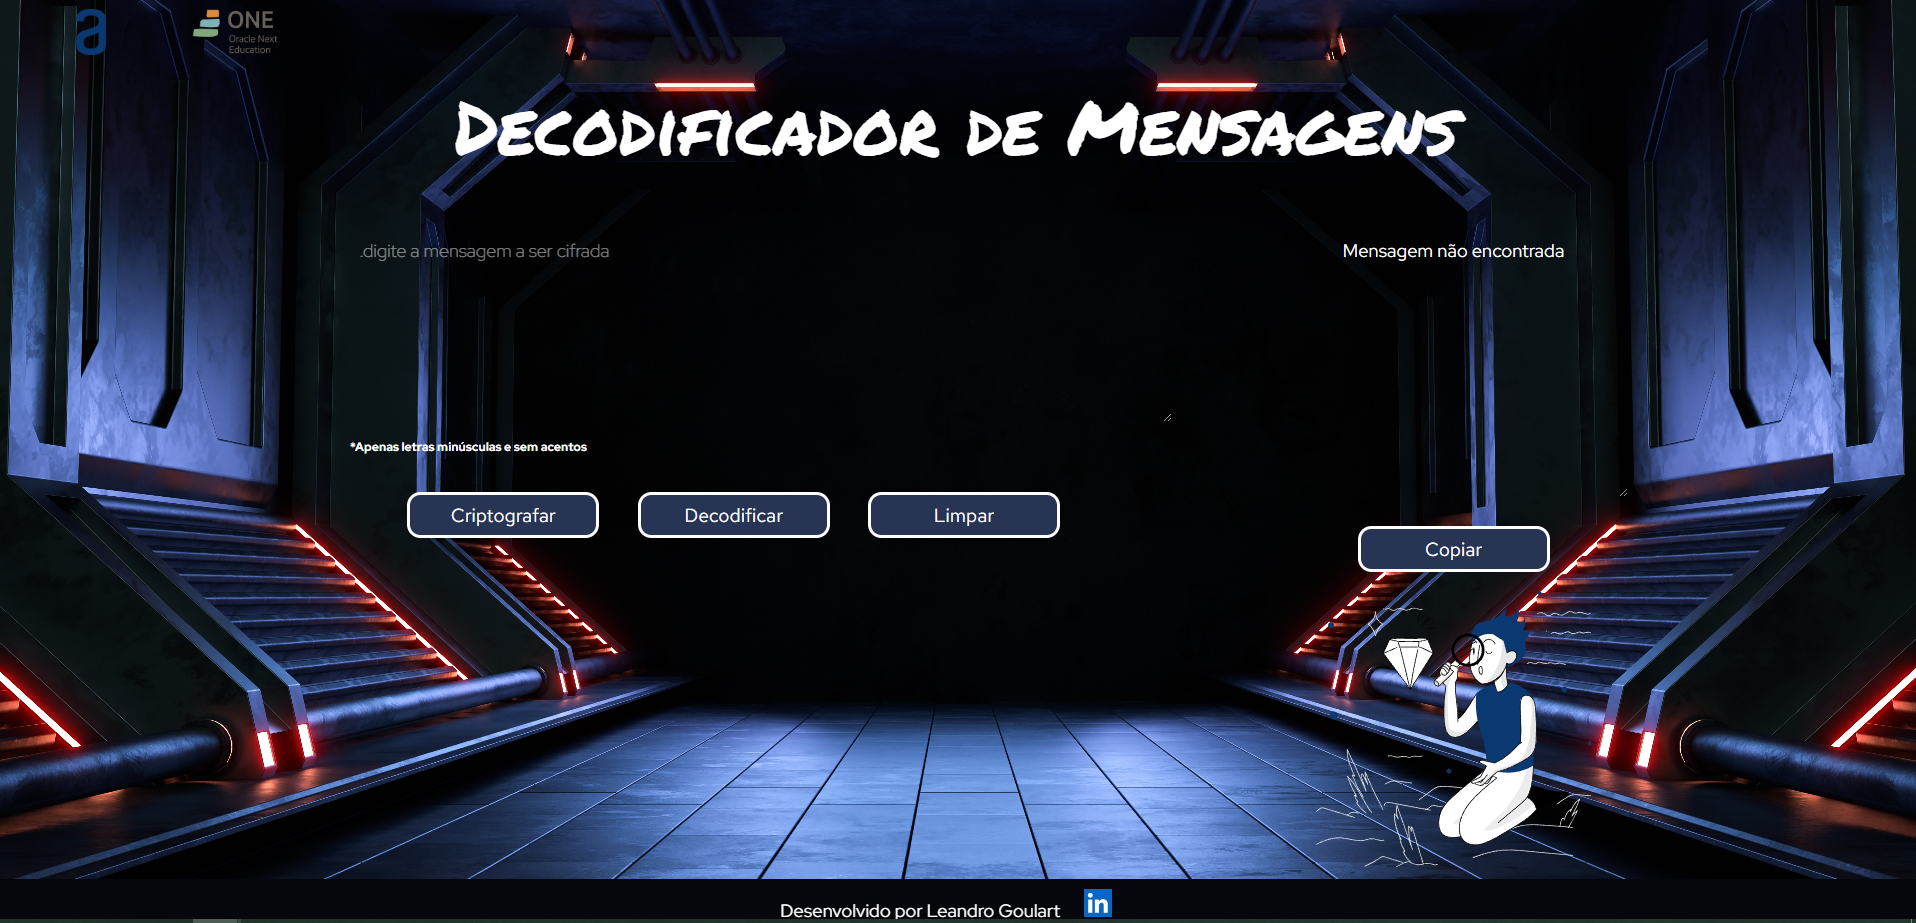 a
ONE
Oracle Next
Education
Decodificador de Mensagens
.digite a mensagem a ser cifrada
Mensagem não encontrada
*Apenas letras minúsculas e sem acentos
Criptografar
Decodificar
Limpar
Copiar
Desenvolvido por Leandro Goulart
in